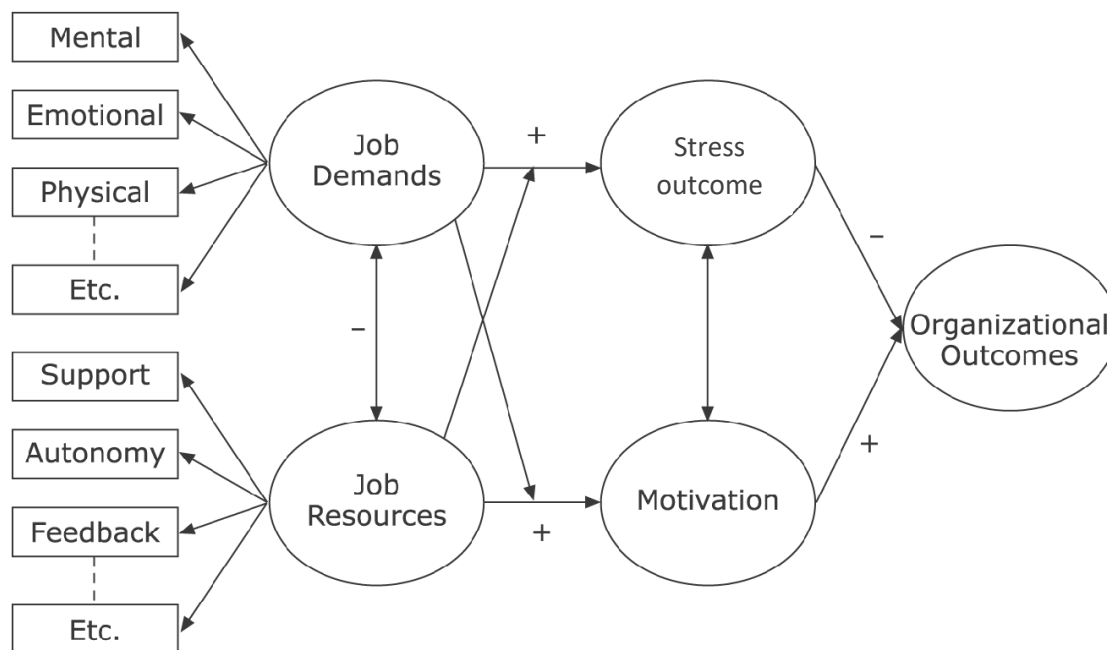 Mental
Emotional
Physical
Etc.
Support
Autonomy
Feedback
Etc.
Job
Demands
Job
Resources
+
–
+
Stress
outcome
Motivation
–
+
Organizational
Outcomes